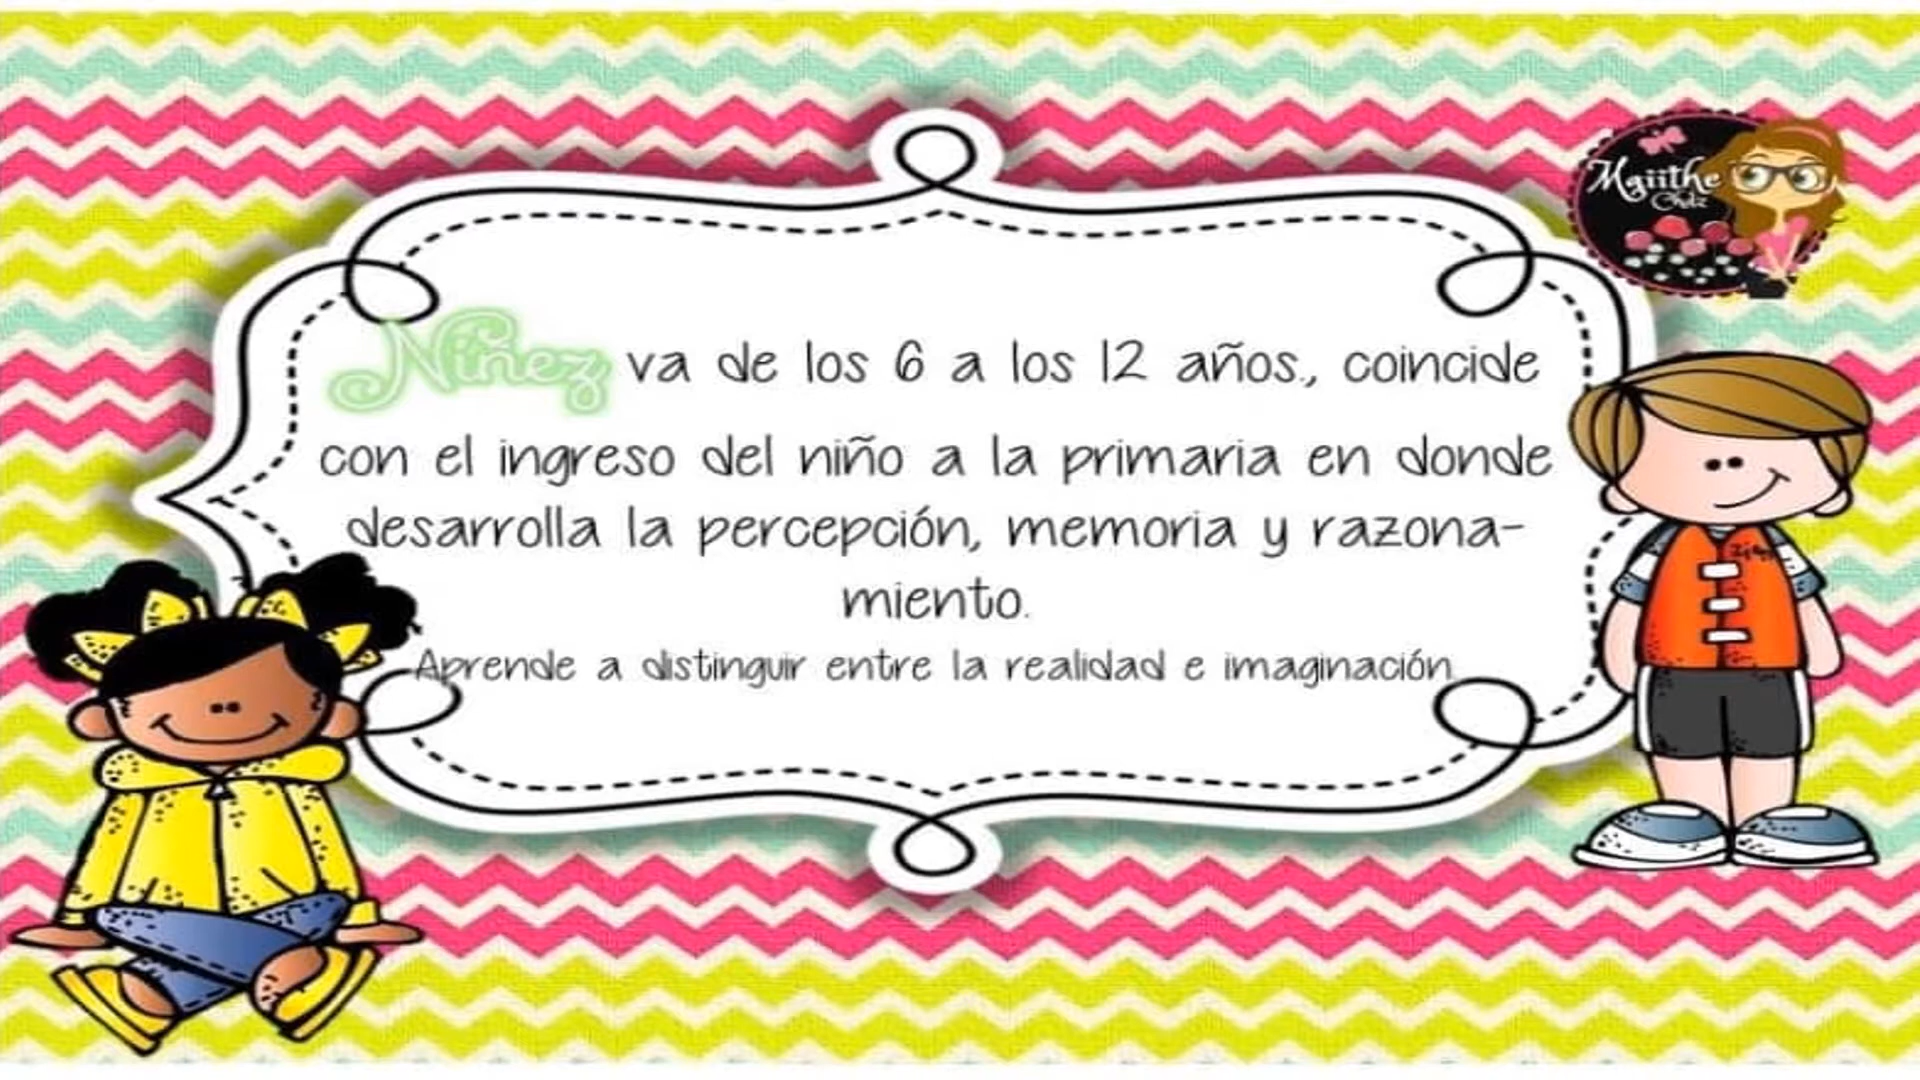 Mgiithe
Chdz
Niñez va de los 6 a los 12 años., coincide
con el ingreso del niño a la primaria en donde
desarrolla la percepción, memoria y razona-
miento.
Aprende a distinguir entre la realidad e imaginación.